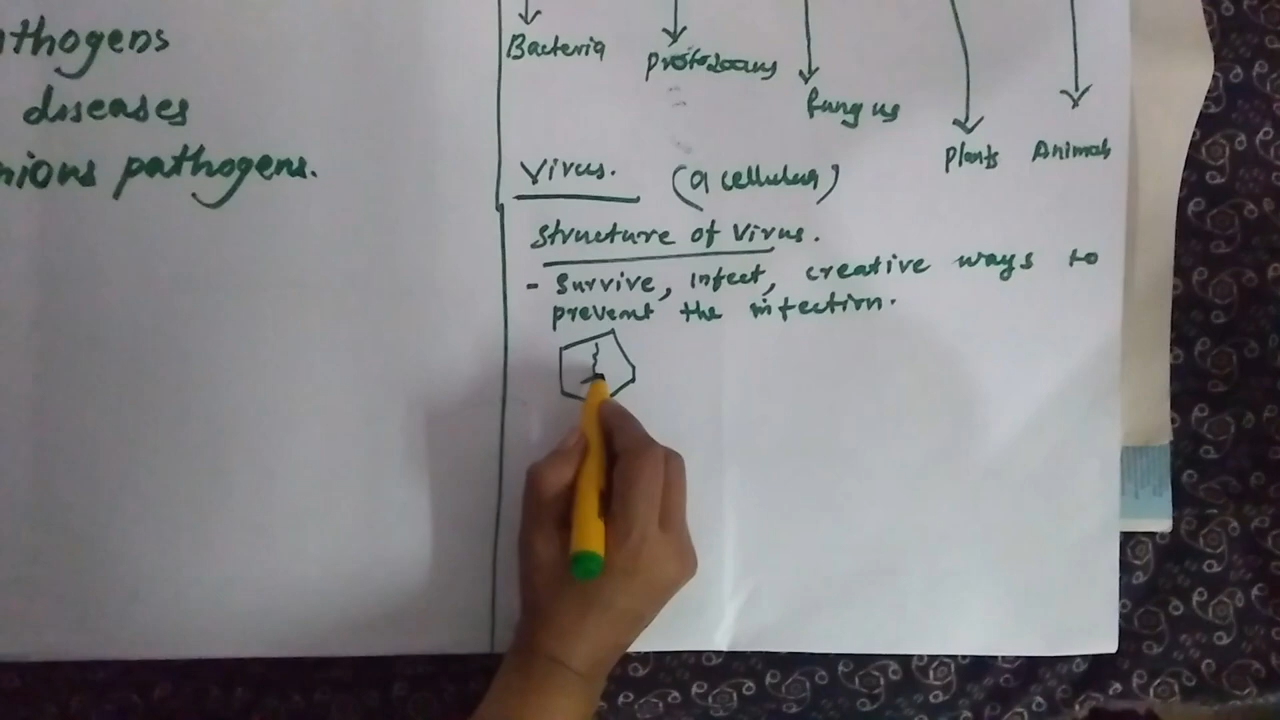 thogens
diseases
nious pathogens.
Bacteria
protozoans
fungus
plants
Animals
Virus. (a cellular)
Structure of Virus.
- Survive, infect, creative ways to
prevent the infection.